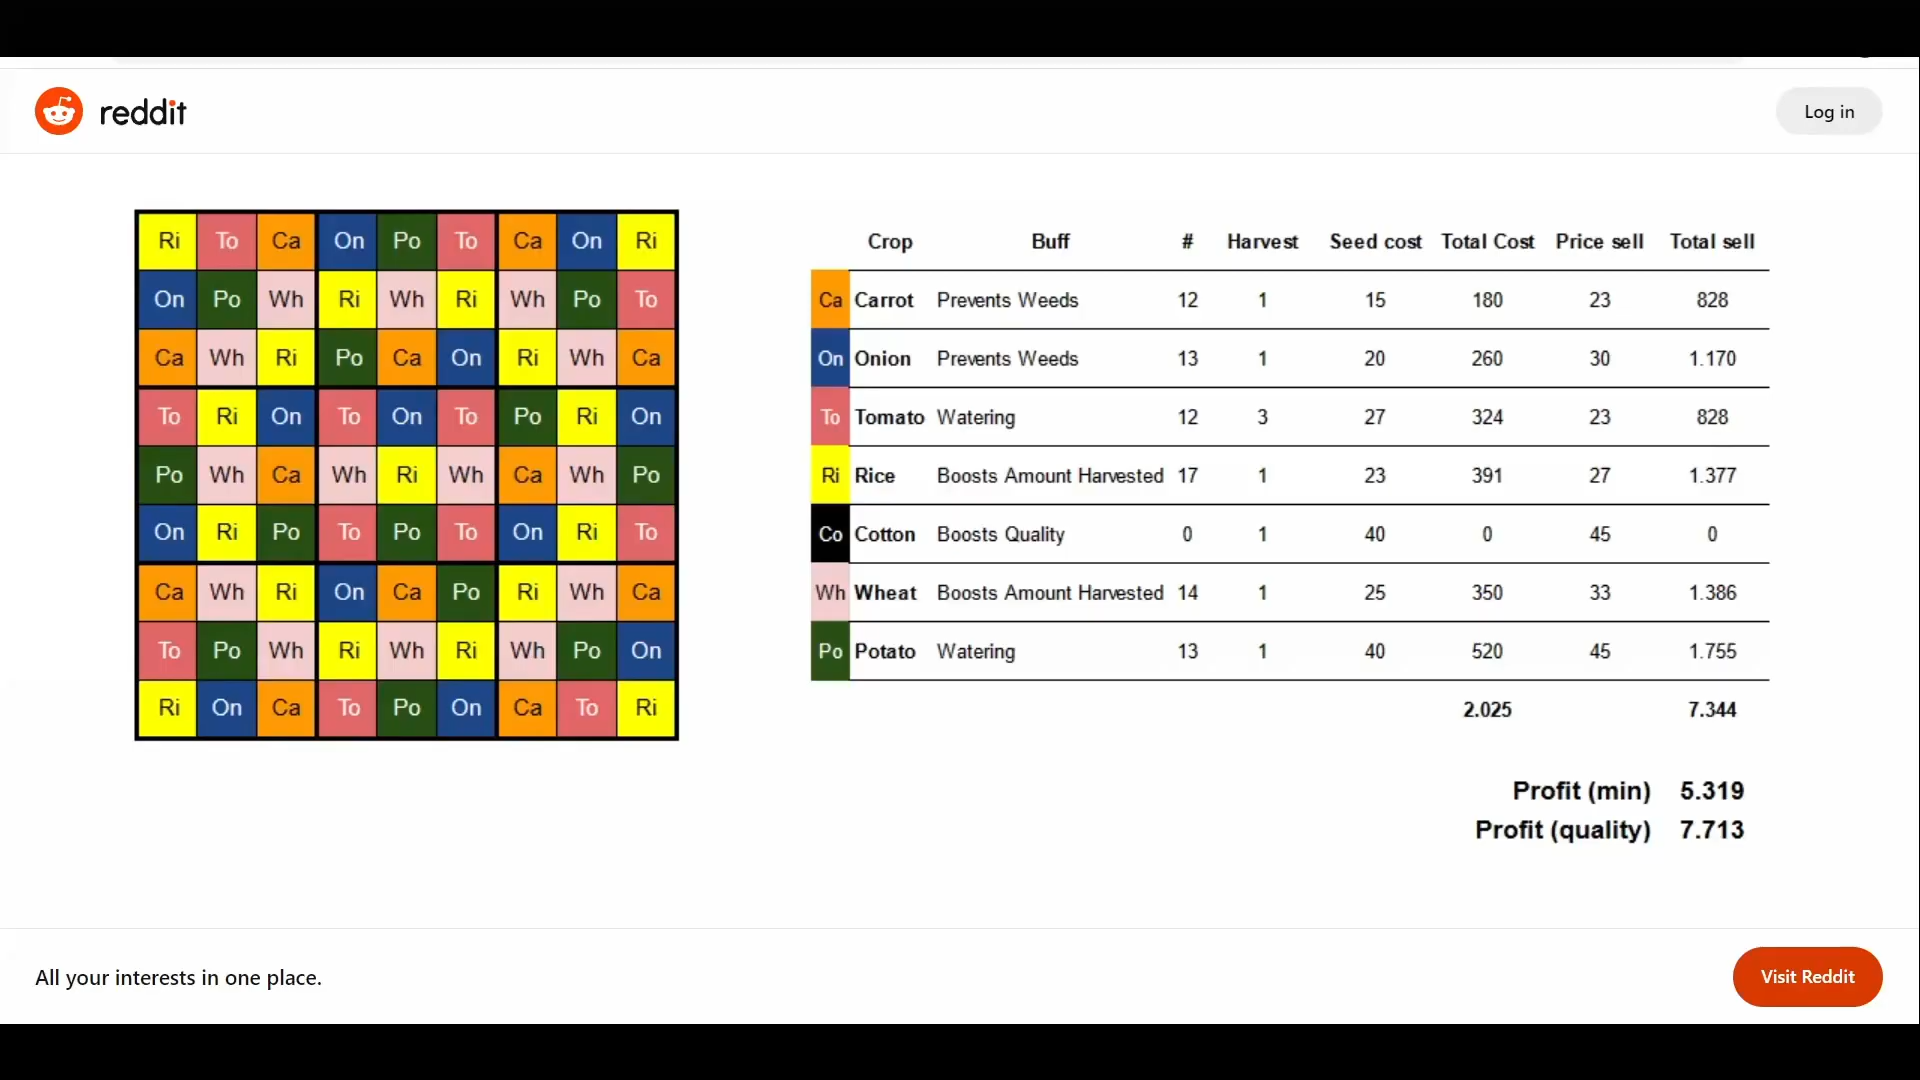 reddit
Log in
Ri To Ca On Po To Ca On Ri
On Po Wh Ri Wh Ri Wh Po To
Ca Wh Ri Po Ca On Ri Wh Ca
To Ri On To On To Po Ri On
Po Wh Ca Wh Ri Wh Ca Wh Po
On Ri Po To Po To On Ri To
Ca Wh Ri On Ca Po Ri Wh Ca
To Po Wh Ri Wh Ri Wh Po On
Ri On Ca To Po On Ca To Ri
Crop Buff # Harvest Seed cost Total Cost Price sell Total sell
Ca Carrot Prevents Weeds 12 1 15 180 23 828
On Onion Prevents Weeds 13 1 20 260 30 1.170
To Tomato Watering 12 3 27 324 23 828
Ri Rice Boosts Amount Harvested 17 1 23 391 27 1.377
Co Cotton Boosts Quality 0 1 40 0 45 0
Wh Wheat Boosts Amount Harvested 14 1 25 350 33 1.386
Po Potato Watering 13 1 40 520 45 1.755
2.025 7.344
Profit (min) 5.319
Profit (quality) 7.713
All your interests in one place.
Visit Reddit